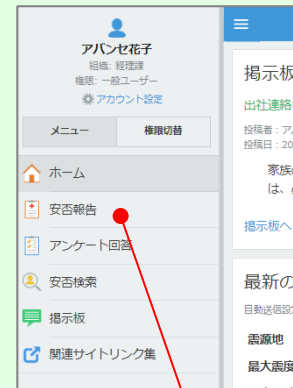 アバンセ花子
組織: 経理課
権限: 一般ユーザー
アカウント設定
メニュー
権限切替
ホーム
安否報告
アンケート回答
安否検索
掲示板
関連サイトリンク集
掲示板
出社連絡
投稿者：ア
投稿日：20
家族
は、
掲示板へ
最新の
自動送信設
震源地
最大震度